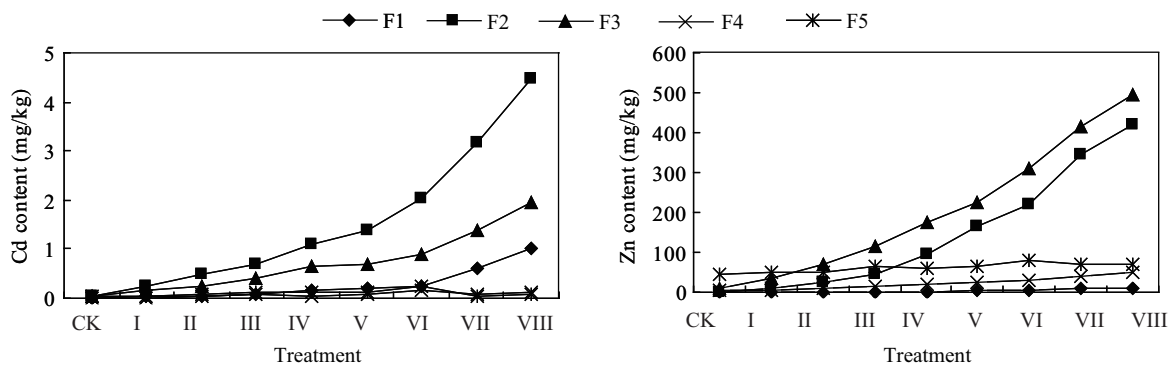 F1 F2 F3 F4 F5
Cd content (mg/kg)
5
4
3
2
1
0
CK I II III IV V VI VII VIII
Treatment
Zn content (mg/kg)
600
500
400
300
200
100
0
CK I II III IV V VI VII VIII
Treatment